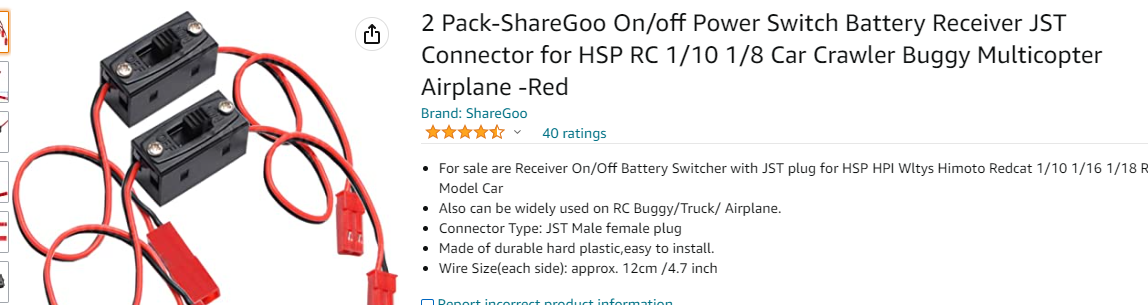 2 Pack-ShareGoo On/off Power Switch Battery Receiver JST
Connector for HSP RC 1/10 1/8 Car Crawler Buggy Multicopter
Airplane -Red
Brand: ShareGoo
40 ratings
For sale are Receiver On/Off Battery Switcher with JST plug for HSP HPI Wltys Himoto Redcat 1/10 1/16 1/18 R
Model Car
Also can be widely used on RC Buggy/Truck/ Airplane.
Connector Type: JST Male female plug
Made of durable hard plastic,easy to install.
Wire Size(each side): approx. 12cm /4.7 inch
Report incorrect product information